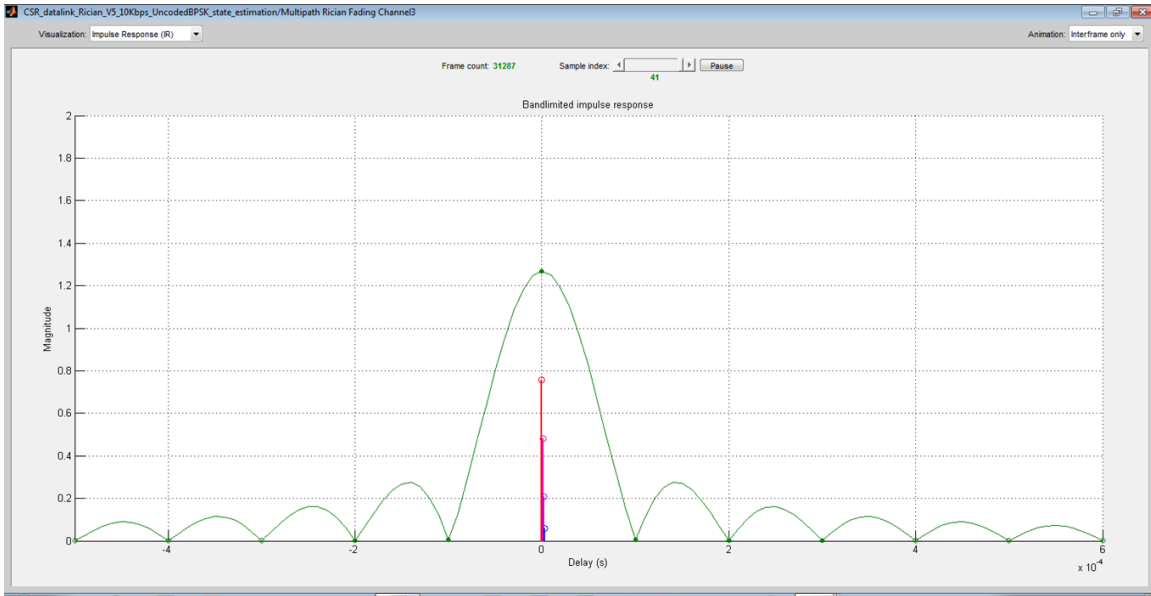 CSR_datalink_Rician_V5_10Kbps_UncodedBPSK_state_estimation/Multipath Rician Fading Channel3
Visualization: Impulse Response (IR)
Animation: Interframe only
Frame count: 31287
Sample index:
41
Pause
Bandlimited impulse response
2
1.8
1.6
1.4
1.2
1
0.8
0.6
0.4
0.2
0
Magnitude
-4
-2
0
2
4
6
Delay (s)
x 10^-4